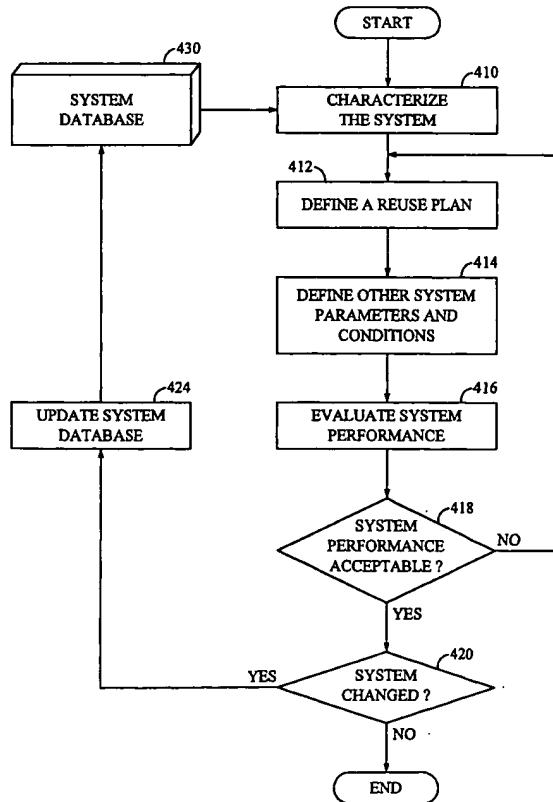 START
430
SYSTEM
DATABASE
410
CHARACTERIZE
THE SYSTEM
412
DEFINE A REUSE PLAN
414
DEFINE OTHER SYSTEM
PARAMETERS AND
CONDITIONS
424
UPDATE SYSTEM
DATABASE
416
EVALUATE SYSTEM
PERFORMANCE
418
SYSTEM
PERFORMANCE
ACCEPTABLE ?
NO
YES
420
SYSTEM
CHANGED ?
YES
NO
END